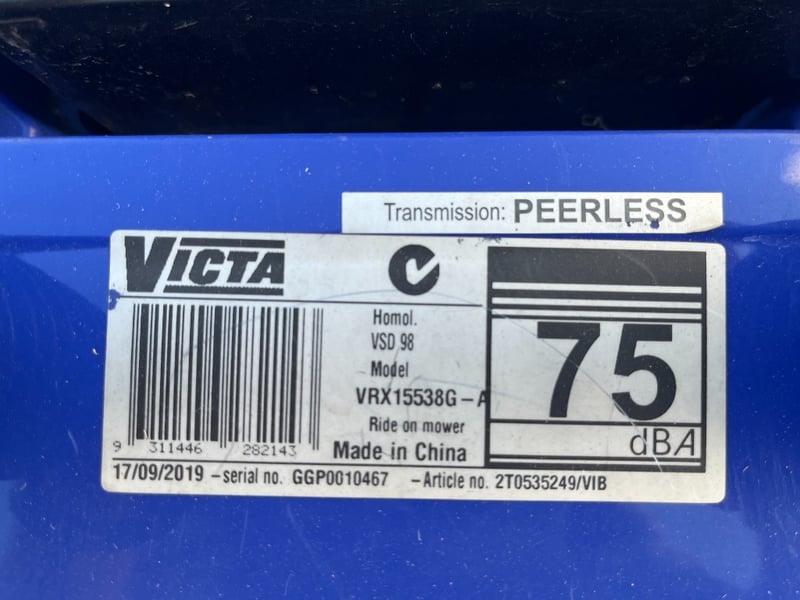 Transmission: PEERLESS
VICTA
Homol.
VSD 98
Model
VRX15538G-A
Ride on mower
Made in China
75
dBA
9 311446 282143
17/09/2019 - serial no. GGP0010467 - Article no. 2T0535249/VIB